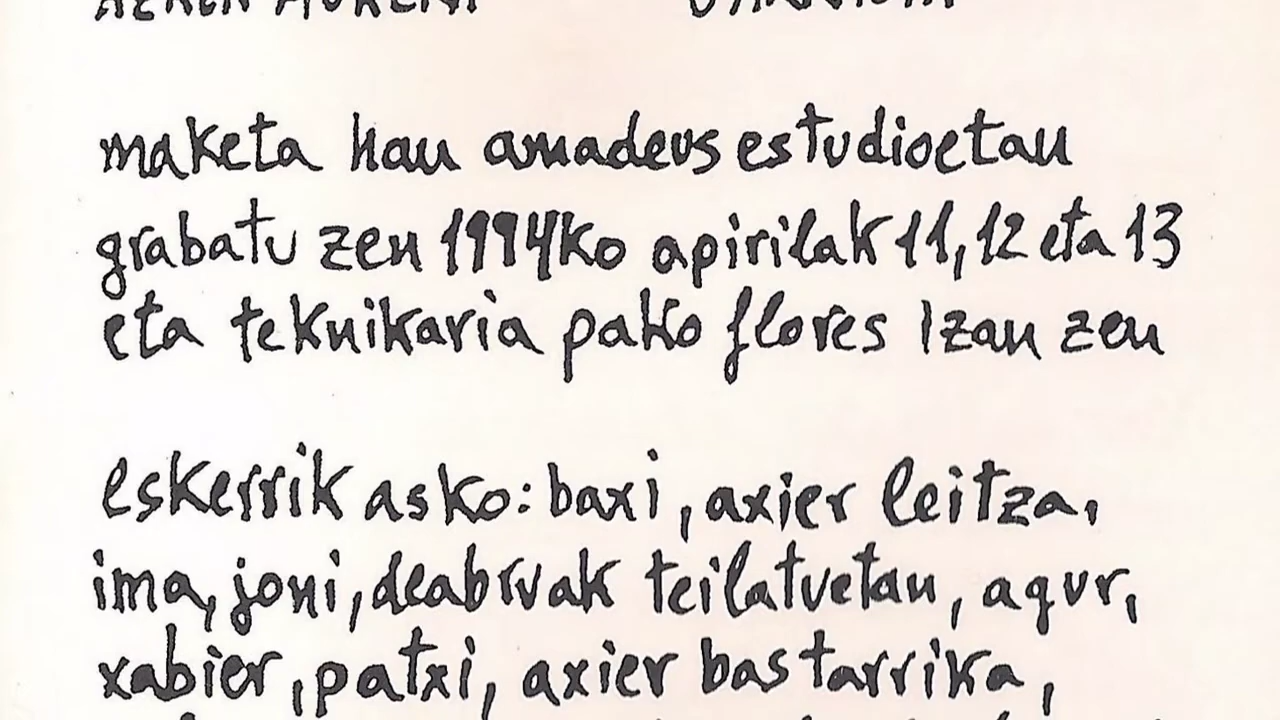 maketa hau amadeus estudioetan
grabatu zen 1994ko apirilak 11, 12 eta 13
eta teknikaria pako flores izan zen
eskerrik asko: baxi, axier leitza,
ima, joni, deabruak teilatuetan, agur,
xabier, patxi, axier bastarrika,